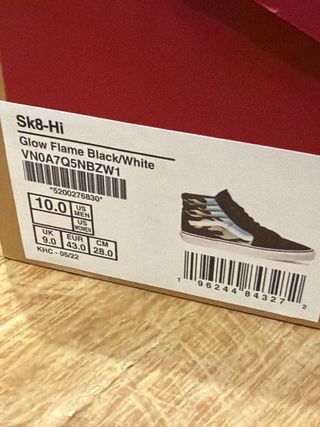 Sk8-Hi
Glow Flame Black/White
VN0A7Q5NBZW1
*5200276830*
10.0 US MEN
US WOMEN
UK 9.0 EUR 43.0 CM 28.0
KHC - 05/22
1 96244 84327 2